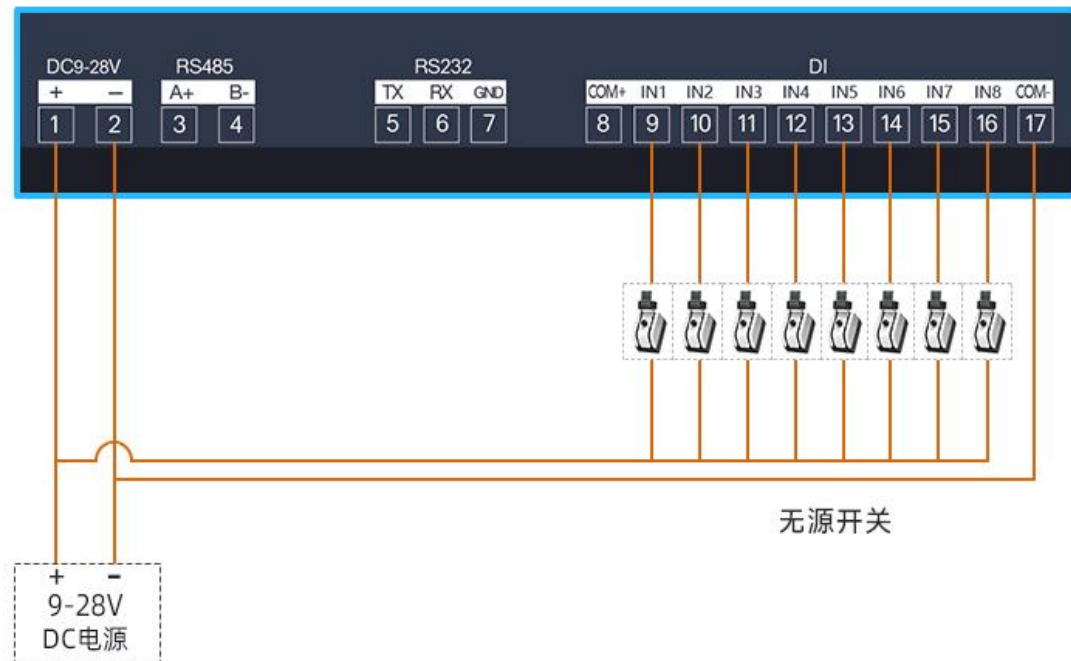 DC9-28V RS485 RS232 DI
+ — A+ B- TX RX GND COM+ IN1 IN2 IN3 IN4 IN5 IN6 IN7 IN8 COM-
1 2 3 4 5 6 7 8 9 10 11 12 13 14 15 16 17
无源开关
+ -
9-28V
DC电源